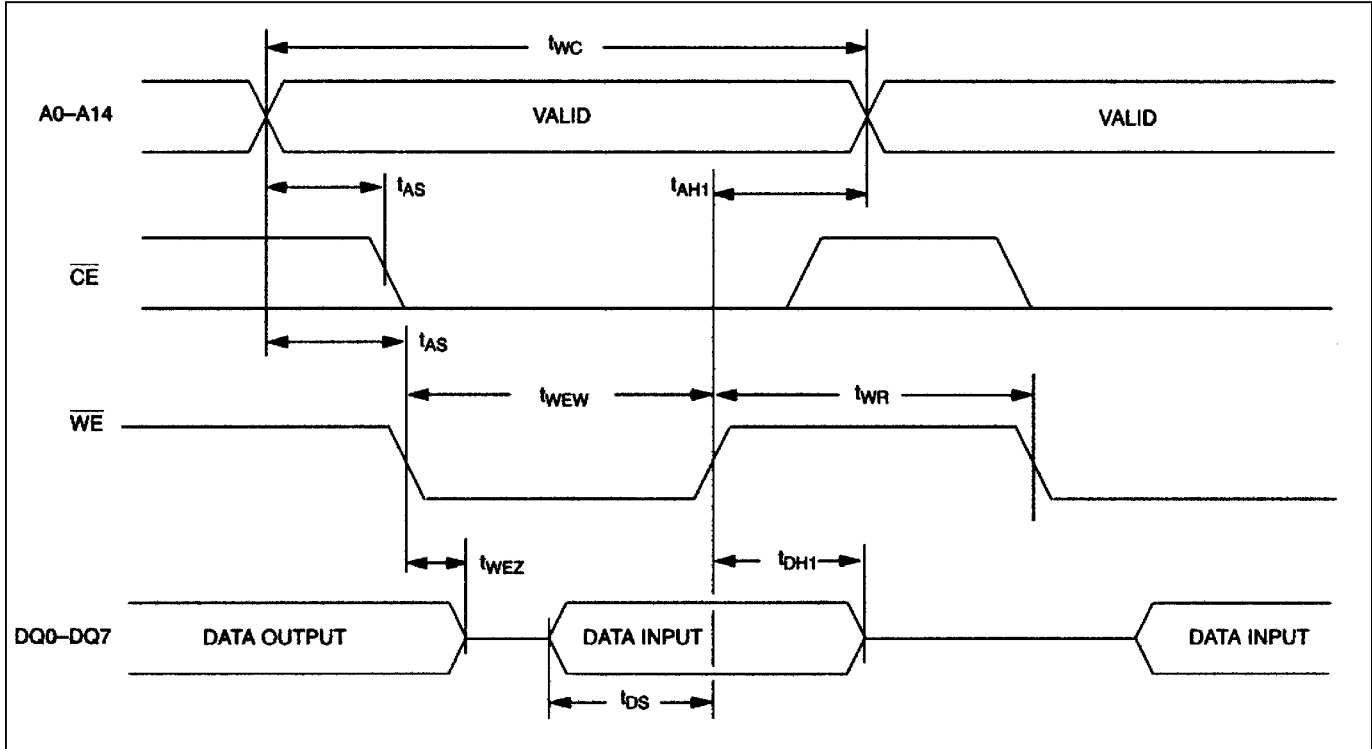 tWC
A0–A14
VALID
VALID
tAS
tAH1
CE
tAS
tWEW
tWR
WE
tWEZ
tDH1
DQ0–DQ7
DATA OUTPUT
DATA INPUT
DATA INPUT
tDS